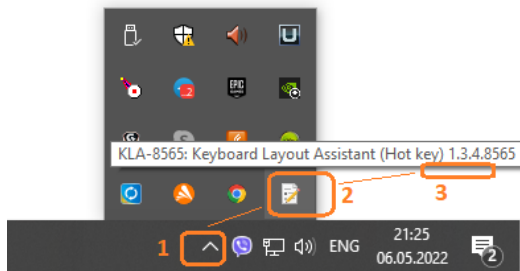 U
2
EPIC
GAMES
KLA-8565: Keyboard Layout Assistant (Hot key) 1.3.4.8565
2
3
1
ENG
21:25
06.05.2022
2